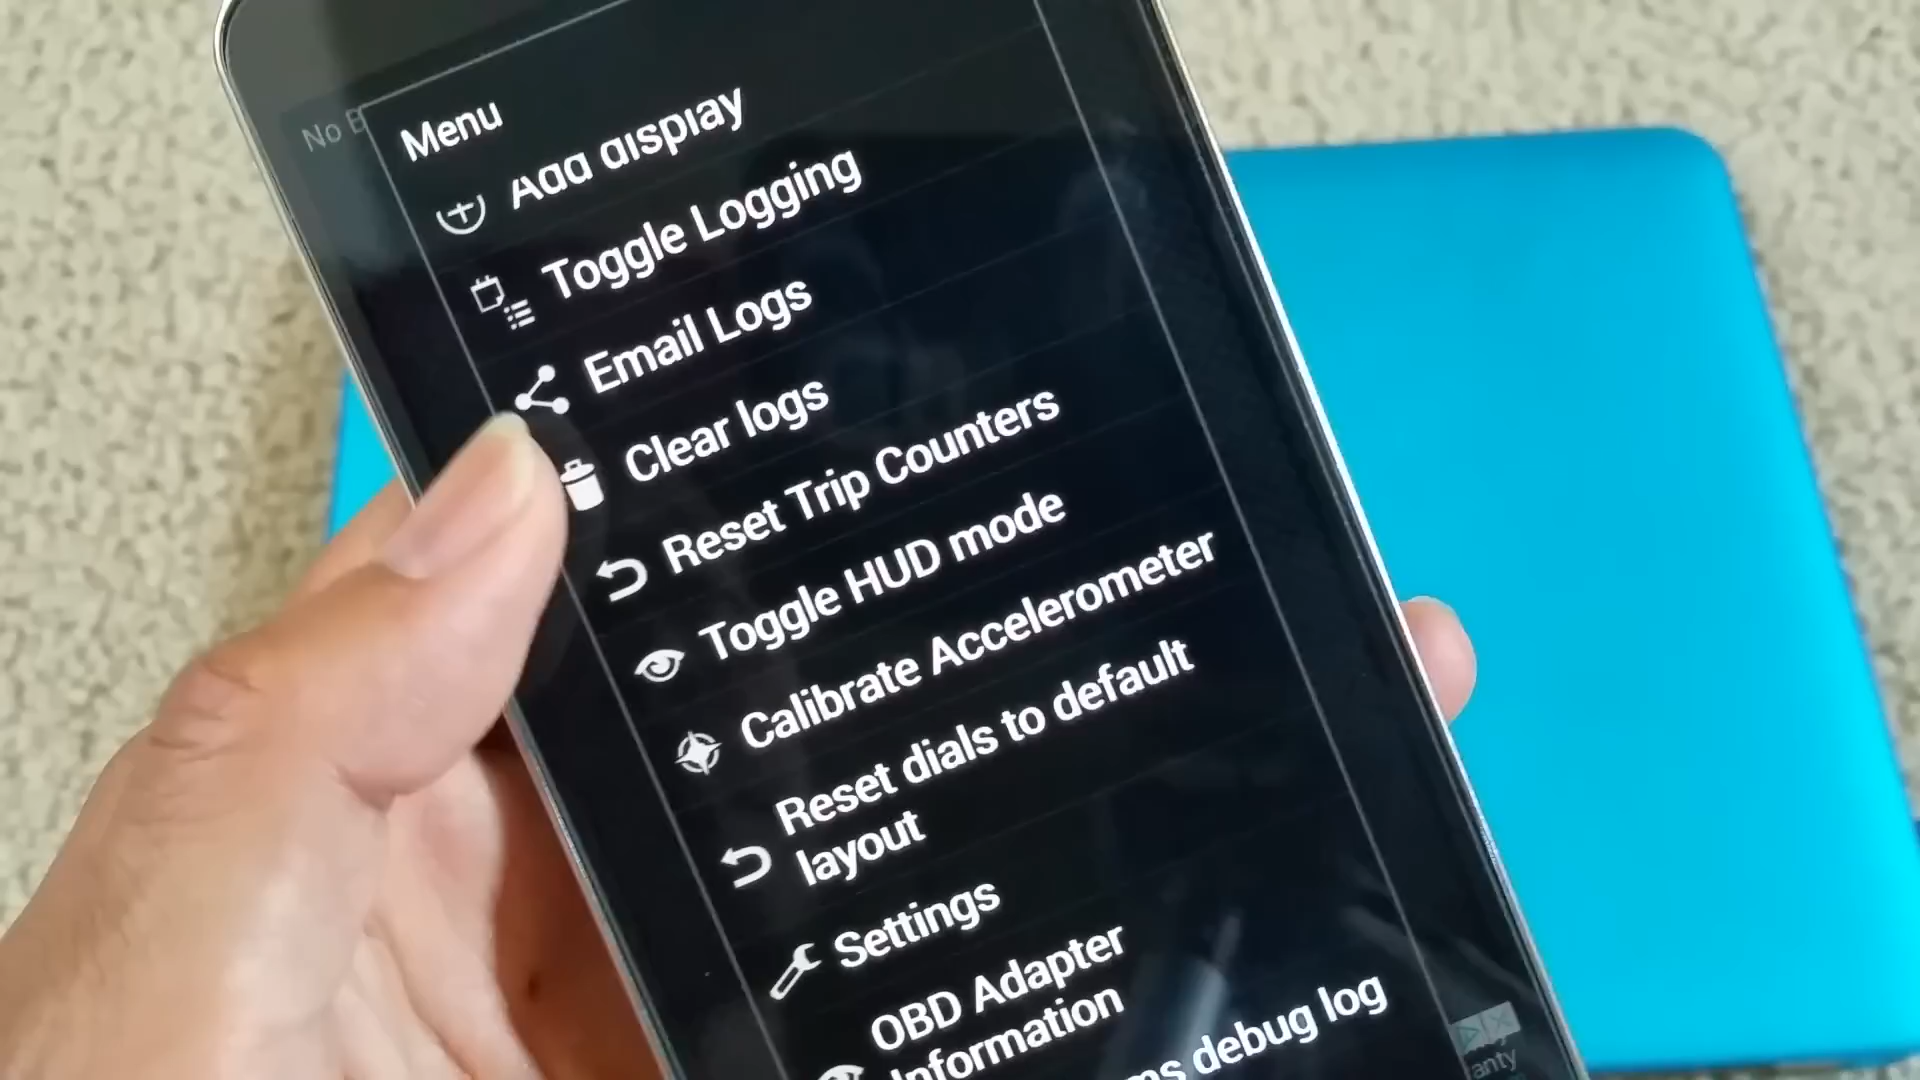 No
Menu
Add display
Toggle Logging
Email Logs
Clear logs
Reset Trip Counters
Toggle HUD mode
Calibrate Accelerometer
Reset dials to default
layout
Settings
OBD Adapter
Information
debug log